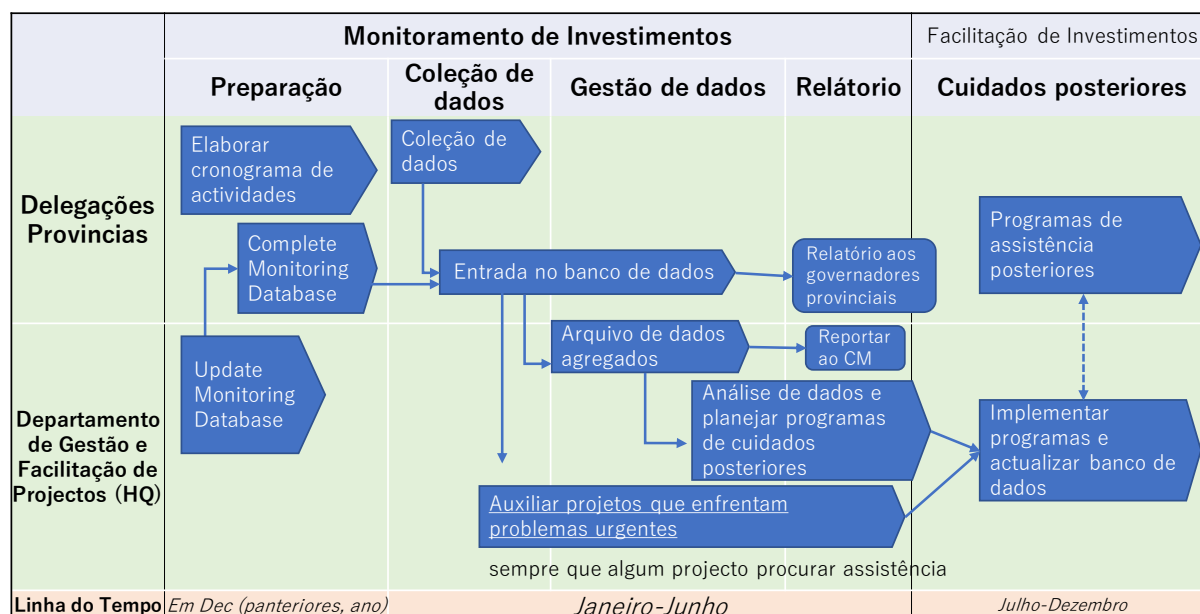 Monitoramento de Investimentos
Facilitação de Investimentos
Preparação
Coleção de
dados
Gestão de dados
Relátorio
Cuidados posteriores
Delegações
Provincias
Elaborar
cronograma de
actividades
Coleção de
dados
Complete
Monitoring
Database
Entrada no banco de dados
Relatório aos
governadores
provinciais
Programas de
assistência
posteriores
Departamento
de Gestão e
Facilitação de
Projectos (HQ)
Update
Monitoring
Database
Arquivo de dados
agregados
Reportar
ao CM
Análise de dados e
planejar programas
de cuidados
posteriores
Implementar
programas e
actualizar banco de
dados
Auxiliar projetos que enfrentam
problemas urgentes
sempre que algum projecto procurar assistência
Linha do Tempo
Em Dec (panteriores, ano)
Janeiro-Junho
Julho-Dezembro